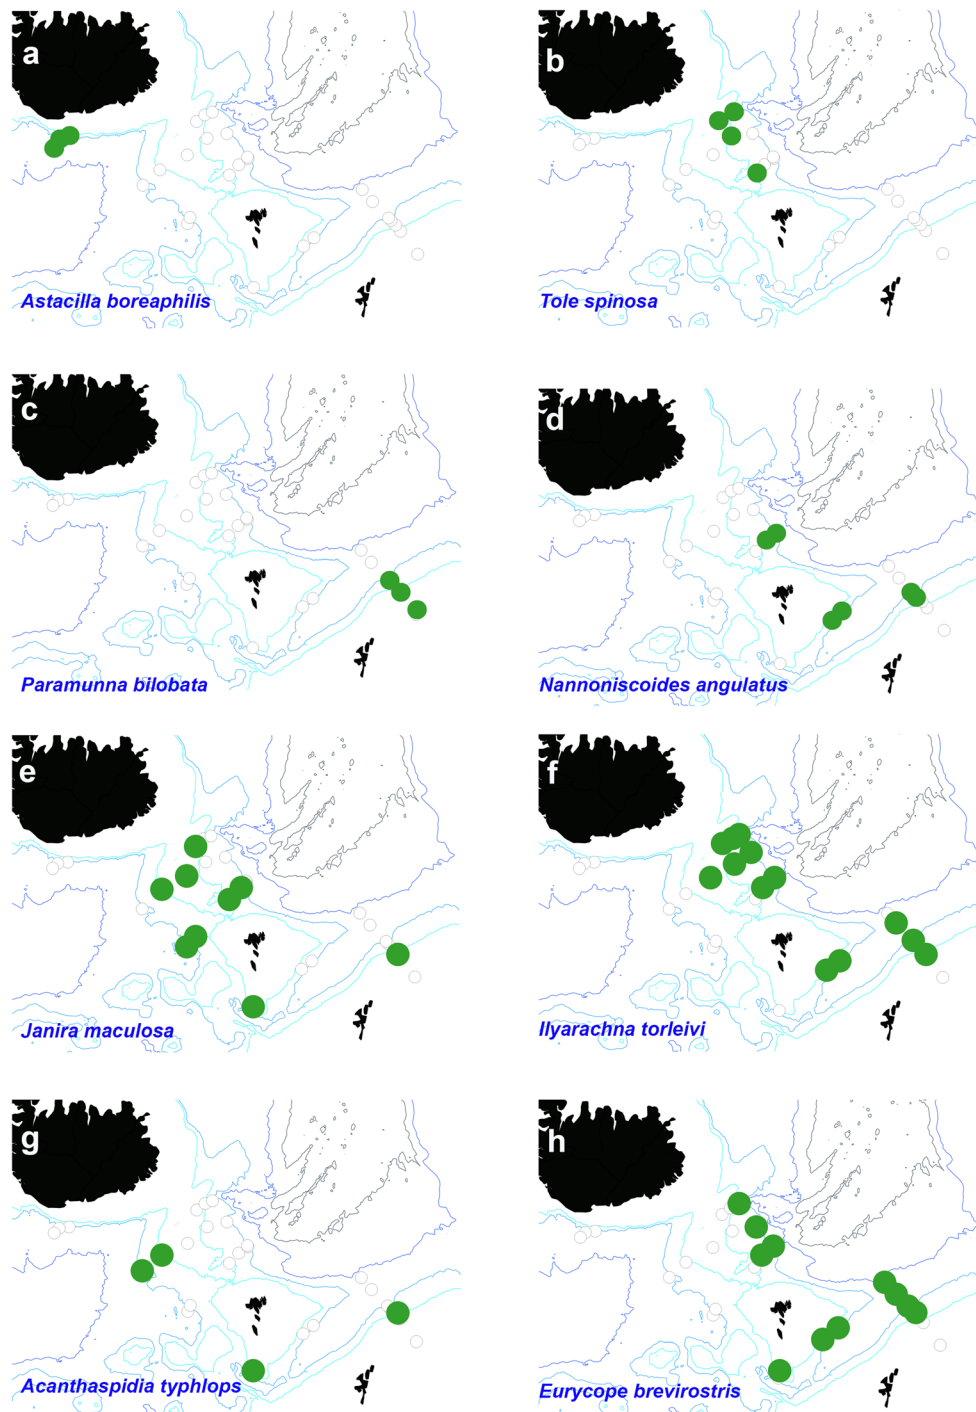 a
Astacilla boreaphilis
b
Tole spinosa
c
Paramunna bilobata
d
Nannoniscoides angulatus
e
Janira maculosa
f
Ilyarachna torleivi
g
Acanthaspidia typhlops
h
Eurycope brevirostris